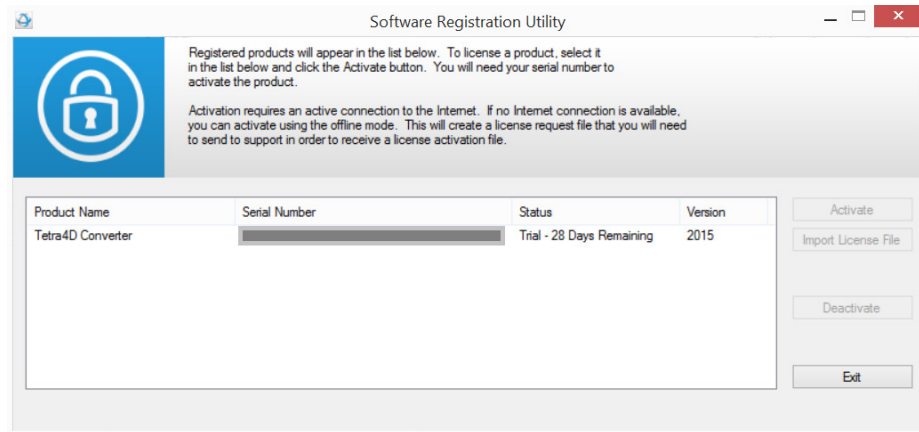 Software Registration Utility
Registered products will appear in the list below. To license a product, select it
in the list below and click the Activate button. You will need your serial number to
activate the product.
Activation requires an active connection to the Internet. If no Internet connection is available,
you can activate using the offline mode. This will create a license request file that you will need
to send to support in order to receive a license activation file.
Product Name Serial Number Status Version
Tetra4D Converter Trial - 28 Days Remaining 2015
Activate
Import License File
Deactivate
Exit